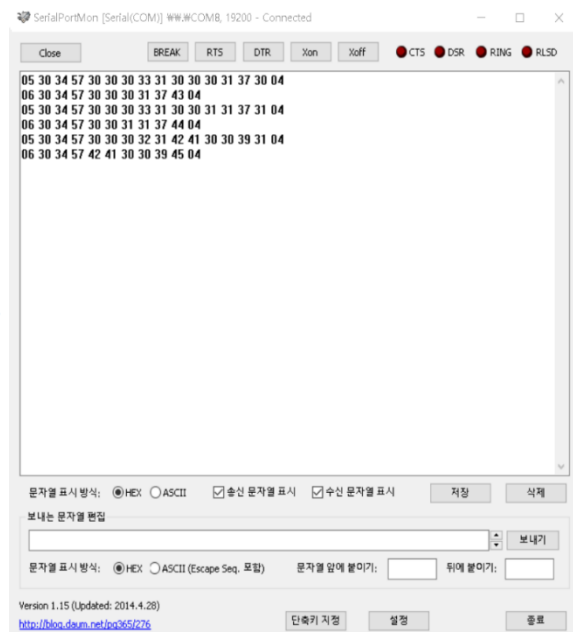 SerialPortMon [Serial(COM)] ₩₩.₩COM8, 19200 - Connected
Close BREAK RTS DTR Xon Xoff CTS DSR RING RLSD
05 30 34 57 30 30 30 33 31 30 30 30 31 37 30 04
06 30 34 57 30 30 30 31 37 43 04
05 30 34 57 30 30 30 33 31 30 30 31 31 37 31 04
06 30 34 57 30 30 31 31 37 44 04
05 30 34 57 30 30 30 32 31 42 41 30 30 39 31 04
06 30 34 57 42 41 30 30 39 45 04
문자열 표시 방식: HEX ASCII 송신 문자열 표시 수신 문자열 표시 저장 삭제
보내는 문자열 편집
보내기
문자열 표시 방식: HEX ASCII (Escape Seq. 포함) 문자열 앞에 붙이기: 뒤에 붙이기:
Version 1.15 (Updated: 2014.4.28)
http://blog.daum.net/pg365/276 단축키 지정 설정 종료